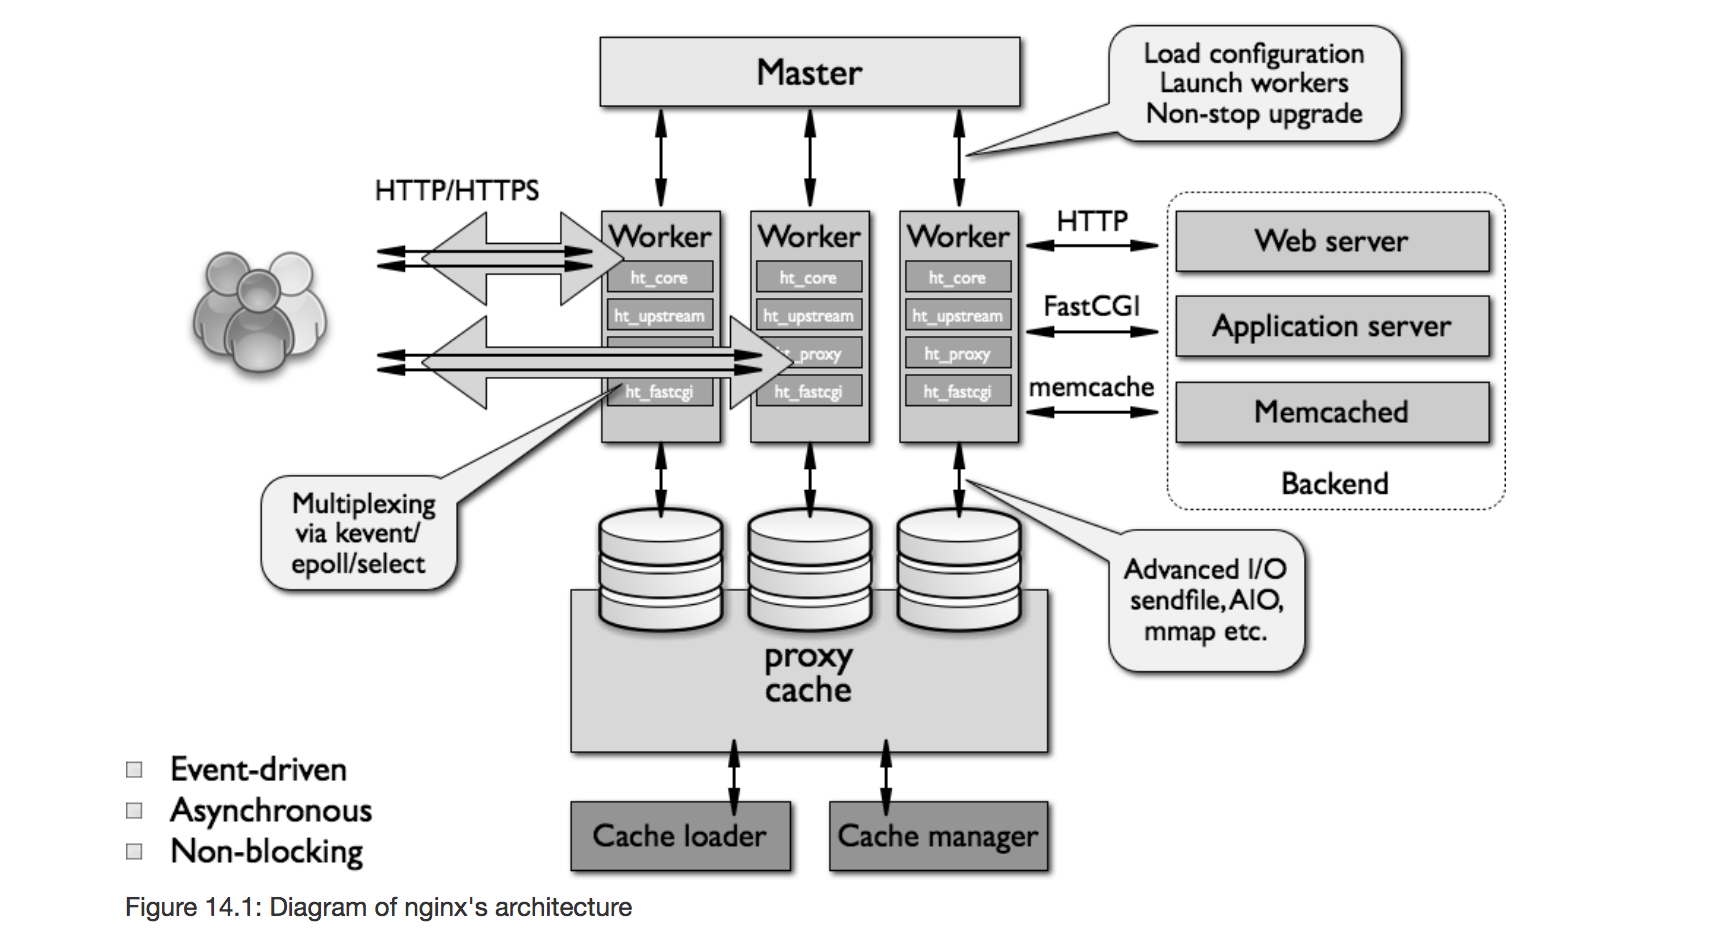 Master
Load configuration
Launch workers
Non-stop upgrade
HTTP/HTTPS
Worker
ht_core
ht_upstream
ht_fastcgi
Worker
ht_core
ht_upstream
_proxy
ht_fastcgi
Worker
ht_core
ht_upstream
ht_proxy
ht_fastcgi
HTTP
FastCGI
memcache
Web server
Application server
Memcached
Backend
Multiplexing
via kevent/
epoll/select
Advanced I/O
sendfile, AIO,
mmap etc.
proxy
cache
Cache loader
Cache manager
Event-driven
Asynchronous
Non-blocking
Figure 14.1: Diagram of nginx's architecture